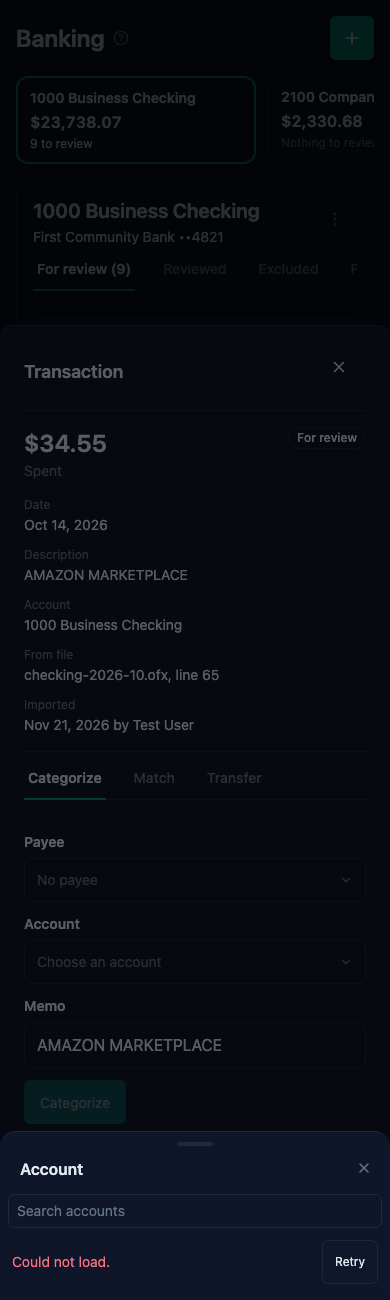 Banking
1000 Business Checking
$23,738.07
9 to review
2100 Compan
$2,330.68
Nothing to review
1000 Business Checking
First Community Bank ••4821
For review (9)
Reviewed
Excluded
F
Transaction
$34.55
For review
Spent
Date
Oct 14, 2026
Description
AMAZON MARKETPLACE
Account
1000 Business Checking
From file
checking-2026-10.ofx, line 65
Imported
Nov 21, 2026 by Test User
Categorize
Match
Transfer
Payee
No payee
Account
Choose an account
Memo
AMAZON MARKETPLACE
Categorize
Account
Search accounts
Could not load.
Retry